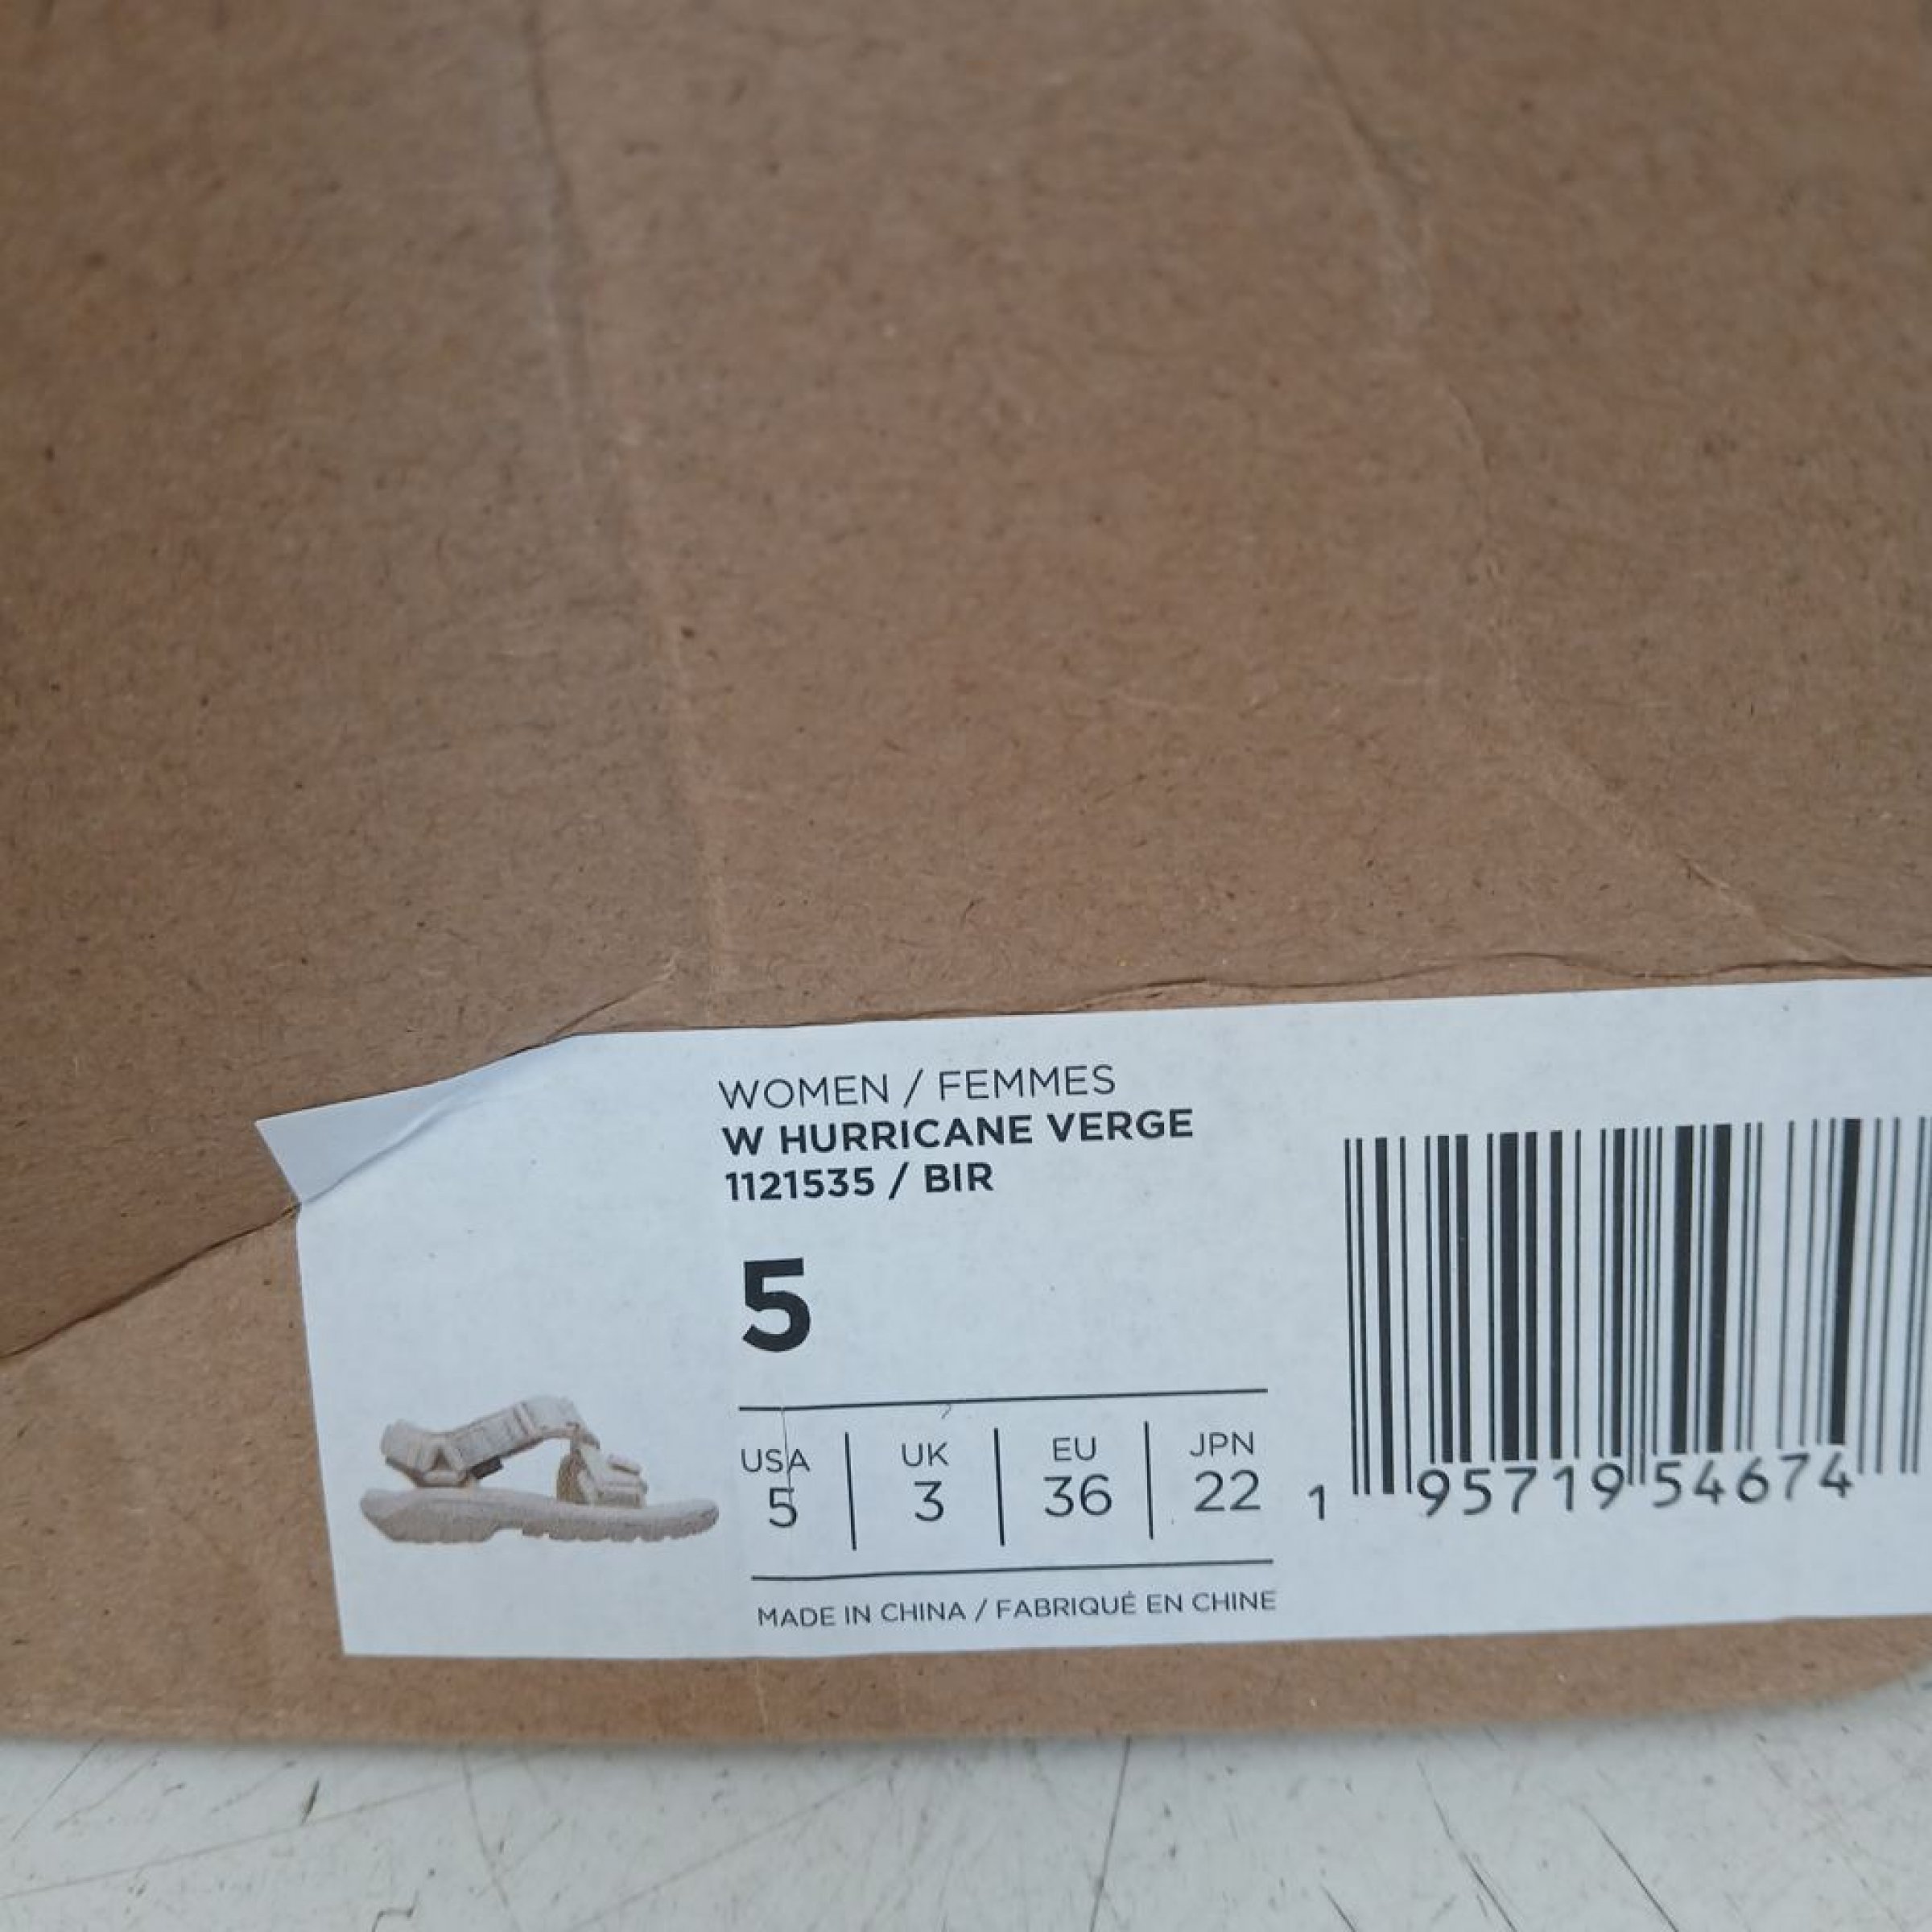 WOMEN / FEMMES
W HURRICANE VERGE
1121535 / BIR
5
USA
5
UK
3
EU
36
JPN
22
1 95719 54674
MADE IN CHINA / FABRIQUÉ EN CHINE